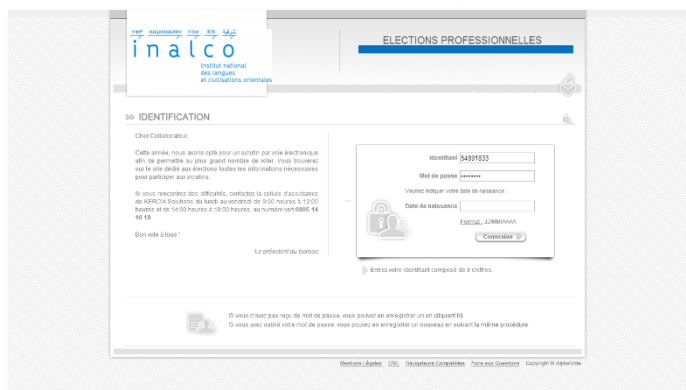 inalco
Institut national
des langues
et civilisations orientales
ELECTIONS PROFESSIONNELLES
IDENTIFICATION
Cher Collaborateur,
Cette année, nous avons opté pour un scrutin par voie électronique
afin de permettre au plus grand nombre de voter. Vous trouverez
sur le site dédié aux élections toutes les informations nécessaires
pour participer aux scrutins.
Si vous rencontrez des difficultés, contactez la cellule d'assistance
de KERCIA Solutions du lundi au vendredi de 9:00 heures à 12:00
heures et de 14:00 heures à 18:00 heures, au numéro vert 0805 14
10 19
Bon vote à tous !
Le président du bureau
Identifiant 54891833
Mot de passe ••••••••
Veuillez indiquer votre date de naissance :
Date de naissance
Format : JJ/MM/AAAA
Connexion
Entrez votre identifiant composé de 8 chiffres.
Si vous n'avez pas reçu de mot de passe, vous pouvez en enregistrer un en cliquant ici
Si vous avez oublié votre mot de passe, vous pouvez en enregistrer un nouveau en suivant la même procédure.
Mentions Légales CNIL Navigateurs Compatibles Foire aux Questions Copyright © AlphaVote